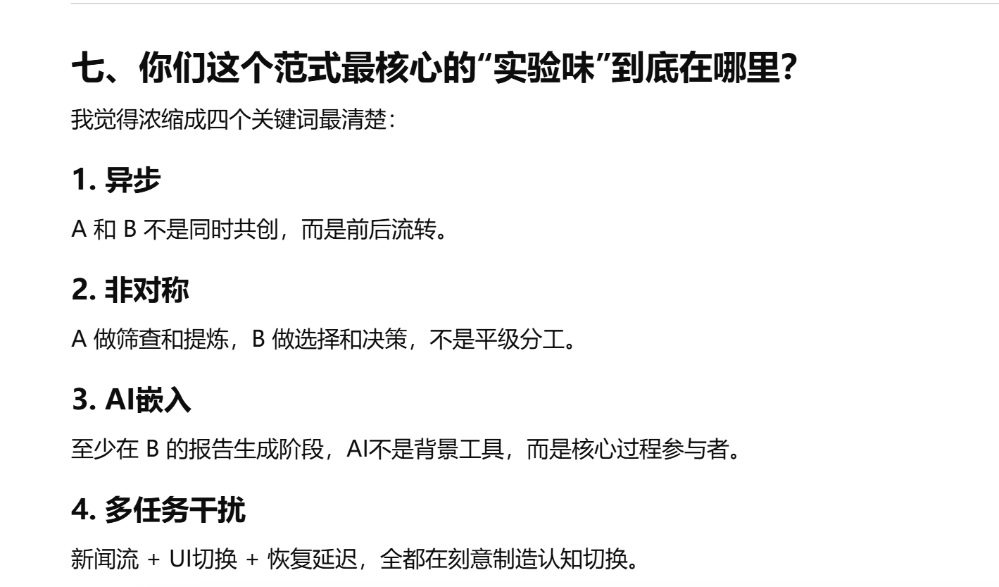 七、你们这个范式最核心的“实验味”到底在哪里？
我觉得浓缩成四个关键词最清楚：
1. 异步
A 和 B 不是同时共创，而是前后流转。
2. 非对称
A 做筛查和提炼，B 做选择和决策，不是平级分工。
3. AI嵌入
至少在 B 的报告生成阶段，AI不是背景工具，而是核心过程参与者。
4. 多任务干扰
新闻流 + UI切换 + 恢复延迟，全都在刻意制造认知切换。